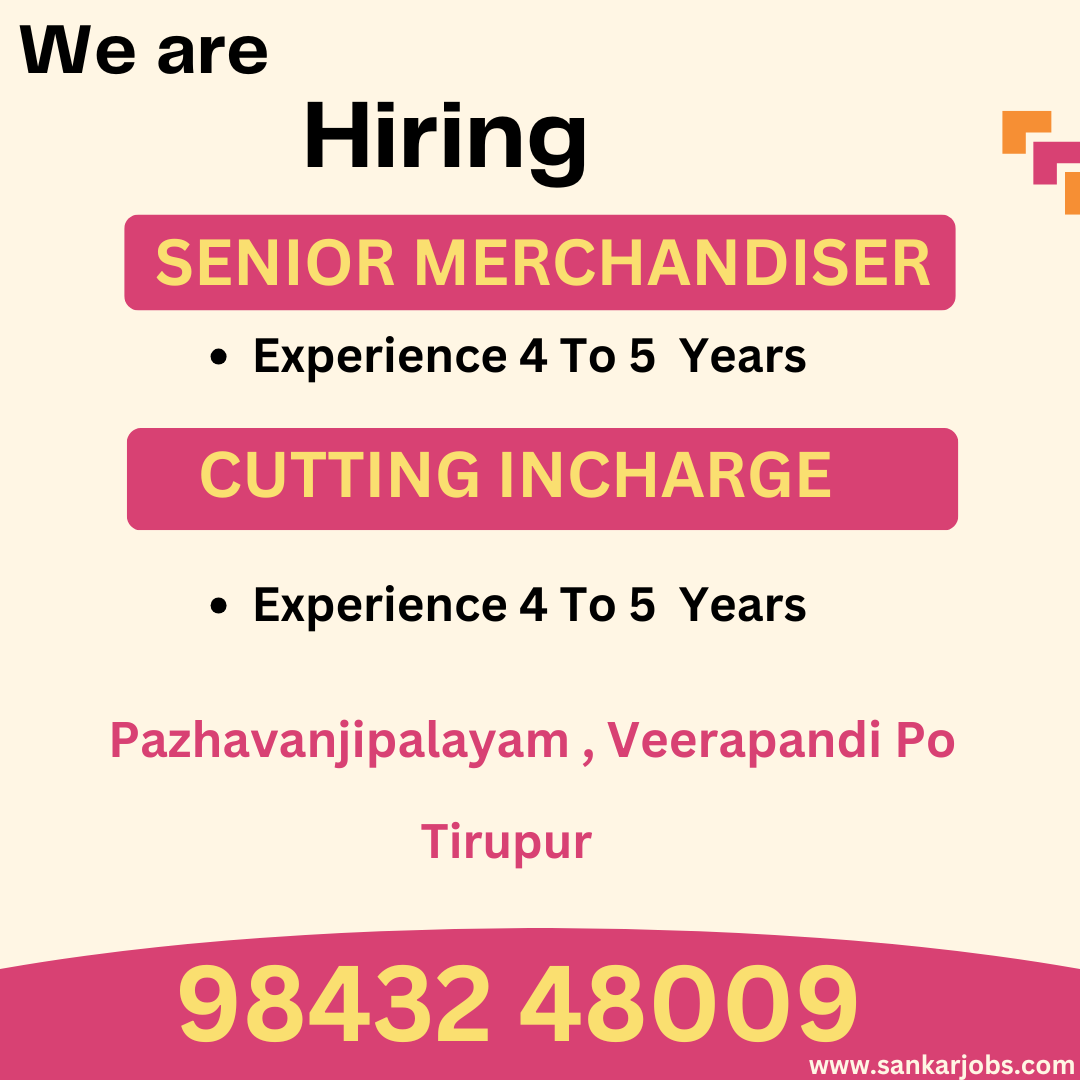 We are
Hiring
SENIOR MERCHANDISER
• Experience 4 To 5 Years
CUTTING INCHARGE
• Experience 4 To 5 Years
Pazhavanjipalayam , Veerapandi Po
Tirupur
98432 48009
www.sankarjobs.com